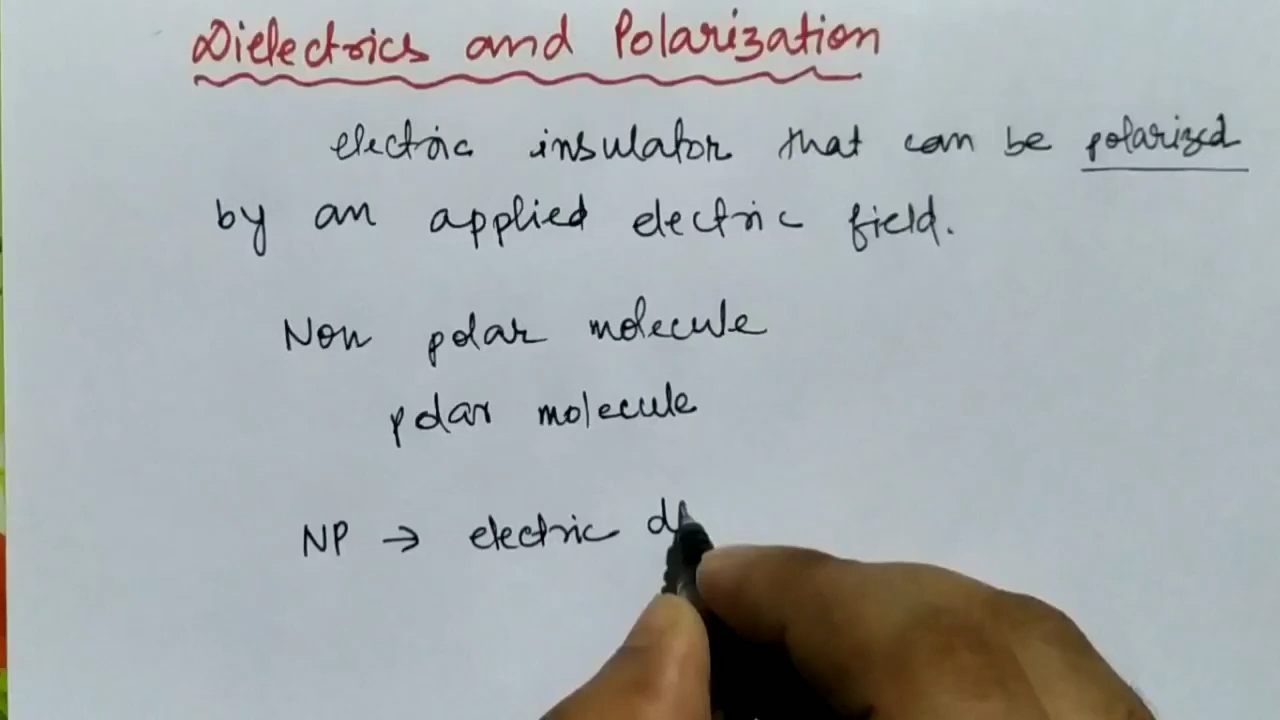 Dielectrics and Polarization
electric insulator that can be polarized
by an applied electric field.
Non polar molecule
polar molecule
NP → electric d